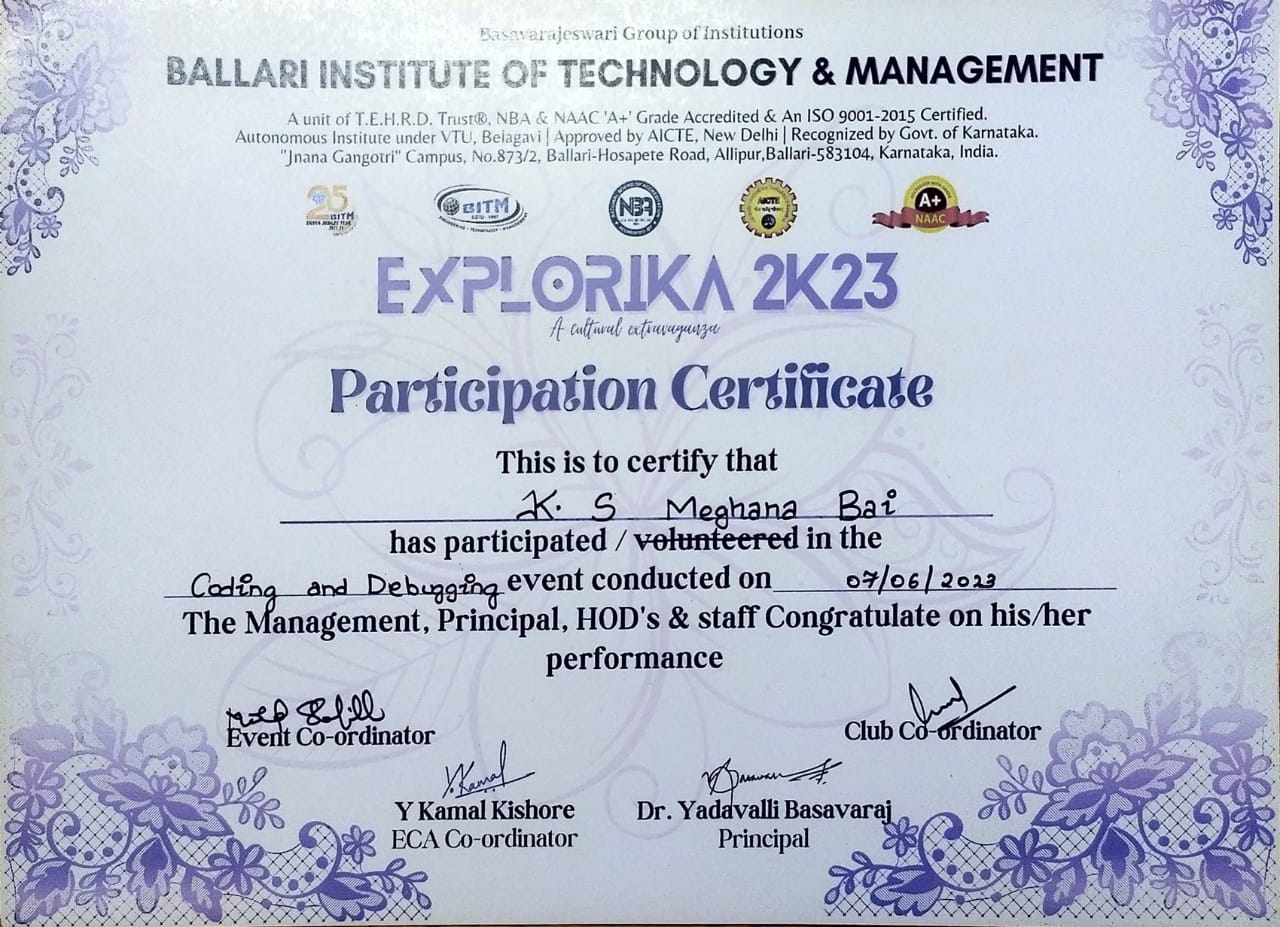 Basavarajeswari Group of Institutions
BALLARI INSTITUTE OF TECHNOLOGY & MANAGEMENT
A unit of T.E.H.R.D. Trust®, NBA & NAAC 'A+' Grade Accredited & An ISO 9001-2015 Certified.
Autonomous Institute under VTU, Belagavi | Approved by AICTE, New Delhi | Recognized by Govt. of Karnataka.
"Jnana Gangotri" Campus, No.873/2, Ballari-Hosapete Road, Allipur,Ballari-583104, Karnataka, India.
25 BITM BITM NBA AICTE A+ NAAC
EXPLORIKA 2K23
A cultural extravaganza
Participation Certificate
This is to certify that
K. S Meghana Bai
has participated / volunteered in the
Coding and Debugging event conducted on 07/06/2023
The Management, Principal, HOD's & staff Congratulate on his/her
performance
Event Co-ordinator Club Co-ordinator
Y. Kamal
Y Kamal Kishore Dr. Yadavalli Basavaraj
ECA Co-ordinator Principal